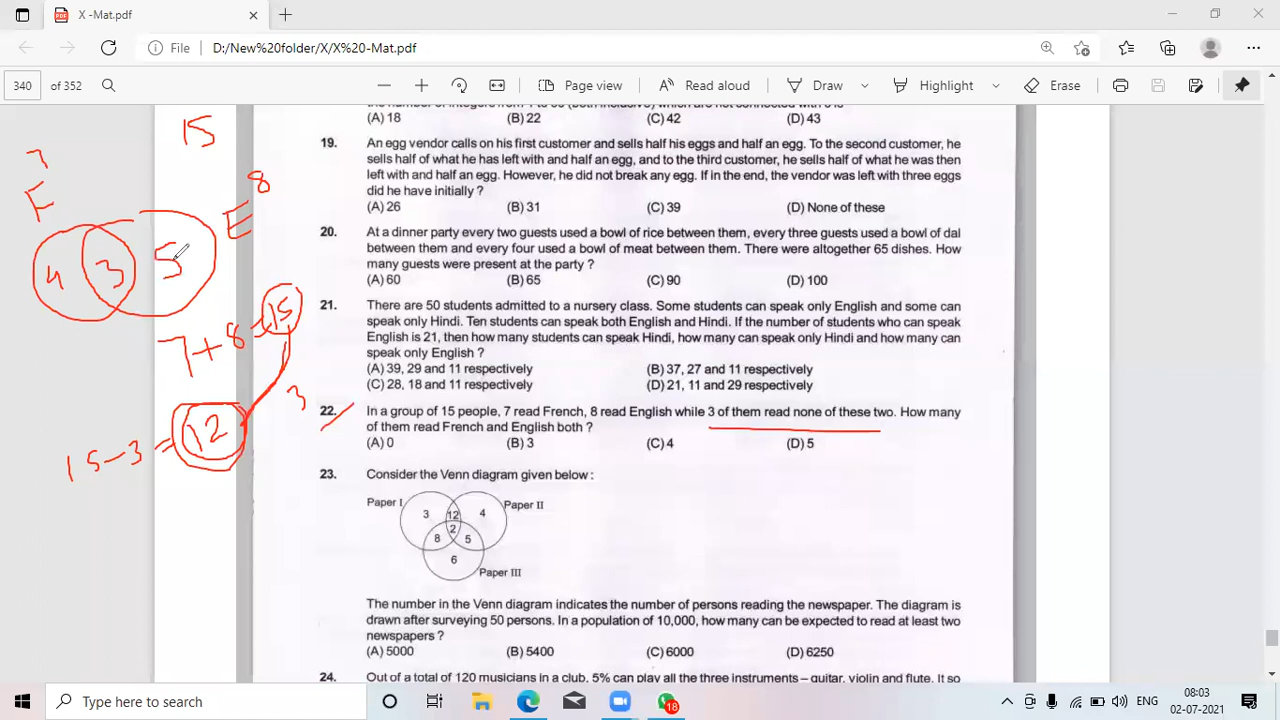 X -Mat.pdf
File D:/New%20folder/X/X%20-Mat.pdf
340 of 352 Page view Read aloud Draw Highlight Erase
(A) 18 (B) 22 (C) 42 (D) 43
19. An egg vendor calls on his first customer and sells half his eggs and half an egg. To the second customer, he
sells half of what he has left with and half an egg, and to the third customer, he sells half of what he was then
left with and half an egg. However, he did not break any egg. If in the end, the vendor was left with three eggs
did he have initially ?
(A) 26 (B) 31 (C) 39 (D) None of these
20. At a dinner party every two guests used a bowl of rice between them, every three guests used a bowl of dal
between them and every four used a bowl of meat between them. There were altogether 65 dishes. How
many guests were present at the party ?
(A) 60 (B) 65 (C) 90 (D) 100
21. There are 50 students admitted to a nursery class. Some students can speak only English and some can
speak only Hindi. Ten students can speak both English and Hindi. If the number of students who can speak
English is 21, then how many students can speak Hindi, how many can speak only Hindi and how many can
speak only English ?
(A) 39, 29 and 11 respectively (B) 37, 27 and 11 respectively
(C) 28, 18 and 11 respectively (D) 21, 11 and 29 respectively
22. In a group of 15 people, 7 read French, 8 read English while 3 of them read none of these two. How many
of them read French and English both ?
(A) 0 (B) 3 (C) 4 (D) 5
23. Consider the Venn diagram given below :
Paper I 3 12 4 Paper II
2
8 5
6
Paper III
The number in the Venn diagram indicates the number of persons reading the newspaper. The diagram is
drawn after surveying 50 persons. In a population of 10,000, how many can be expected to read at least two
newspapers ?
(A) 5000 (B) 5400 (C) 6000 (D) 6250
24. Out of a total of 120 musicians in a club, 5% can play all the three instruments – guitar, violin and flute. It so
15
7
F
8
E
4 3 5
7+8=15
3
15-3=12
Type here to search
18
ENG
08:03
02-07-2021